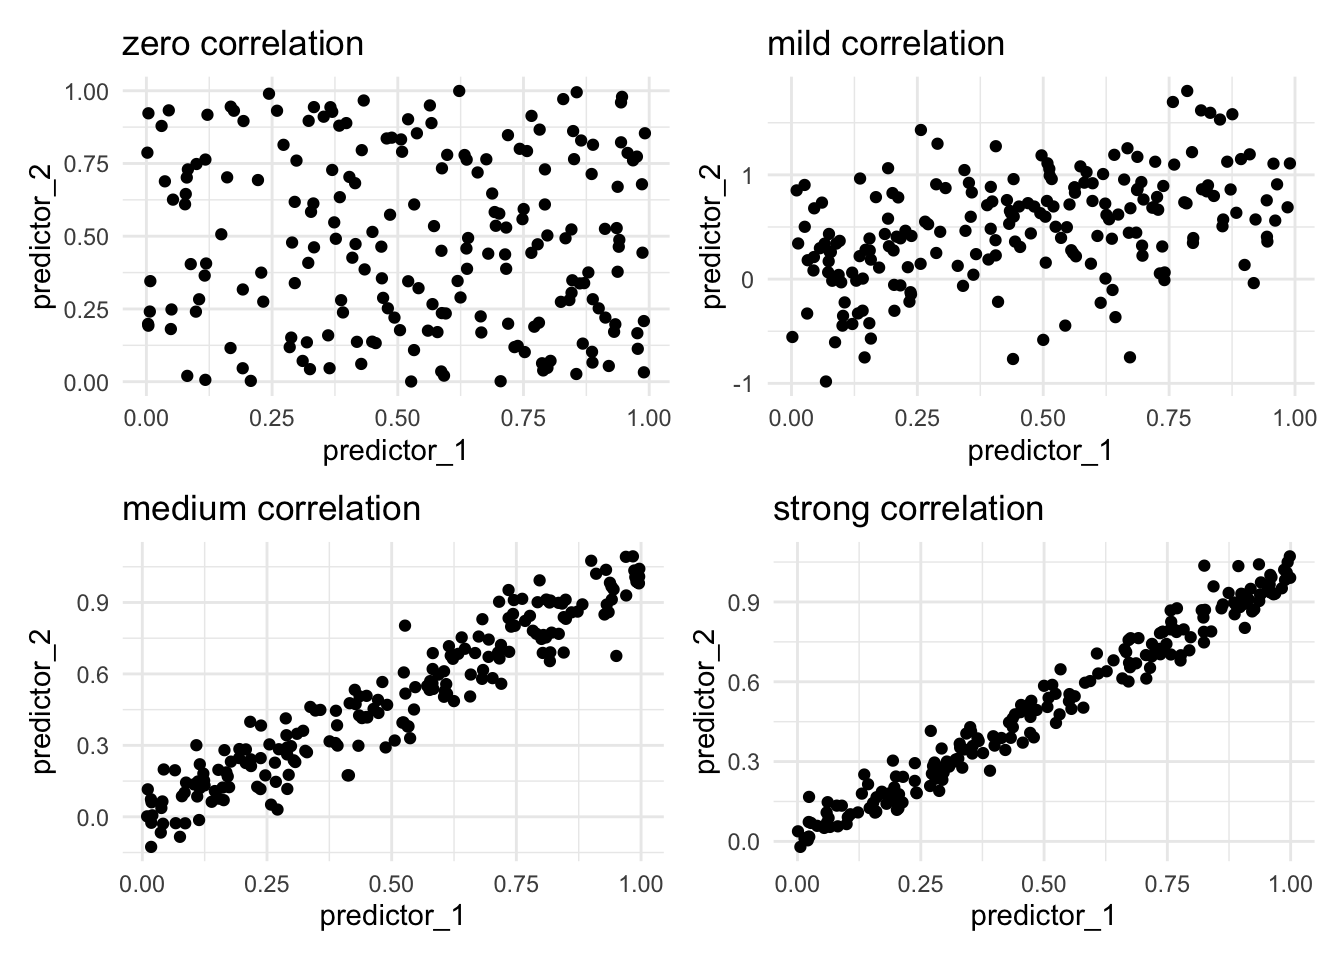 zero correlation
1.00
0.75
0.50
0.25
0.00
predictor_2
0.00 0.25 0.50 0.75 1.00
predictor_1
mild correlation
1
0
-1
predictor_2
0.00 0.25 0.50 0.75 1.00
predictor_1
medium correlation
0.9
0.6
0.3
0.0
predictor_2
0.00 0.25 0.50 0.75 1.00
predictor_1
strong correlation
0.9
0.6
0.3
0.0
predictor_2
0.00 0.25 0.50 0.75 1.00
predictor_1